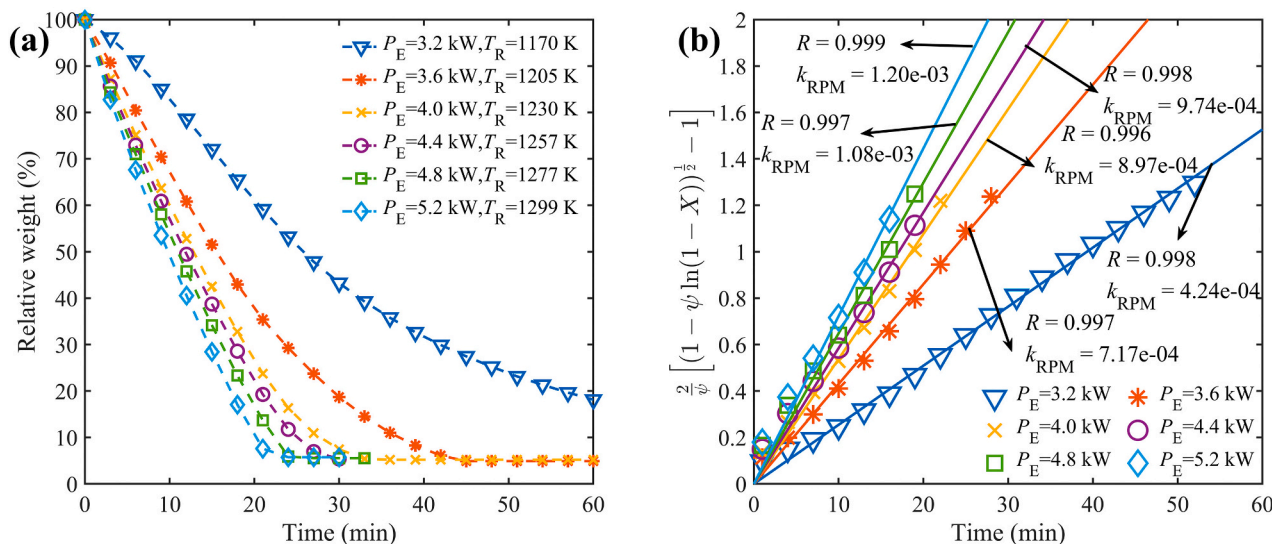 (a)
Relative weight (%)
100
90
80
70
60
50
40
30
20
10
0
0 10 20 30 40 50 60
Time (min)
P_E=3.2 kW,T_R=1170 K
P_E=3.6 kW,T_R=1205 K
P_E=4.0 kW,T_R=1230 K
P_E=4.4 kW,T_R=1257 K
P_E=4.8 kW,T_R=1277 K
P_E=5.2 kW,T_R=1299 K
(b)
2/ψ [(1 − ψ ln(1 − X))^{1/2} − 1]
2
1.8
1.6
1.4
1.2
1
0.8
0.6
0.4
0.2
0
0 10 20 30 40 50 60
Time (min)
R = 0.999
k_RPM = 1.20e-03
R = 0.997
k_RPM = 1.08e-03
R = 0.998
k_RPM = 9.74e-04
R = 0.996
k_RPM = 8.97e-04
R = 0.998
k_RPM = 4.24e-04
R = 0.997
k_RPM = 7.17e-04
P_E=3.2 kW P_E=3.6 kW
P_E=4.0 kW P_E=4.4 kW
P_E=4.8 kW P_E=5.2 kW